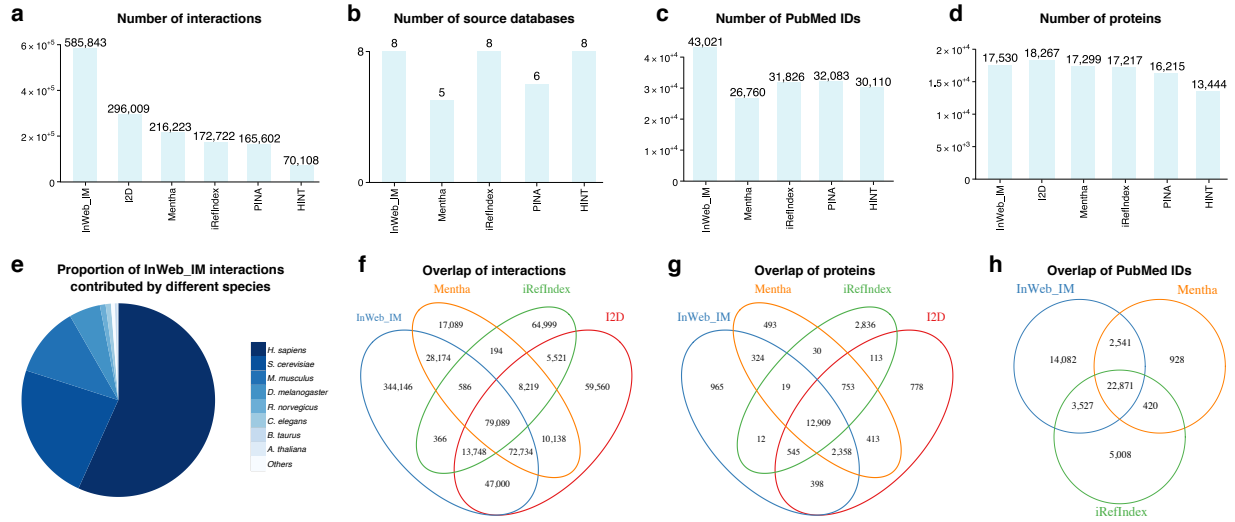 a
Number of interactions
6 × 10⁺⁵
4 × 10⁺⁵
2 × 10⁺⁵
0
585,843
296,009
216,223
172,722
165,602
70,108
InWeb_IM
I2D
Mentha
iRefIndex
PINA
HINT
b
Number of source databases
8
0
8
5
8
6
8
InWeb_IM
Mentha
iRefIndex
PINA
HINT
c
Number of PubMed IDs
4 × 10⁺⁴
3 × 10⁺⁴
2 × 10⁺⁴
1 × 10⁺⁴
0
43,021
26,760
31,826
32,083
30,110
InWeb_IM
Mentha
iRefIndex
PINA
HINT
d
Number of proteins
2 × 10⁺⁴
1 × 10⁺⁴
1 × 10⁺⁴
5 × 10⁺³
0
17,530
18,267
17,299
17,217
16,215
13,444
InWeb_IM
I2D
Mentha
iRefIndex
PINA
HINT
e
Proportion of InWeb_IM interactions
contributed by different species
H. sapiens
S. cerevisiae
M. musculus
D. melanogaster
R. norvegicus
C. elegans
B. taurus
A. thaliana
Others
f
Overlap of interactions
Mentha
iRefIndex
InWeb_IM
I2D
17,089
64,999
194
28,174
5,521
344,146
586
8,219
59,560
79,089
366
10,138
13,748
72,734
47,000
g
Overlap of proteins
Mentha
iRefIndex
InWeb_IM
I2D
493
2,836
30
324
113
965
19
753
778
12,909
12
413
545
2,358
398
h
Overlap of PubMed IDs
InWeb_IM
Mentha
2,541
14,082
928
22,871
3,527
420
5,008
iRefIndex